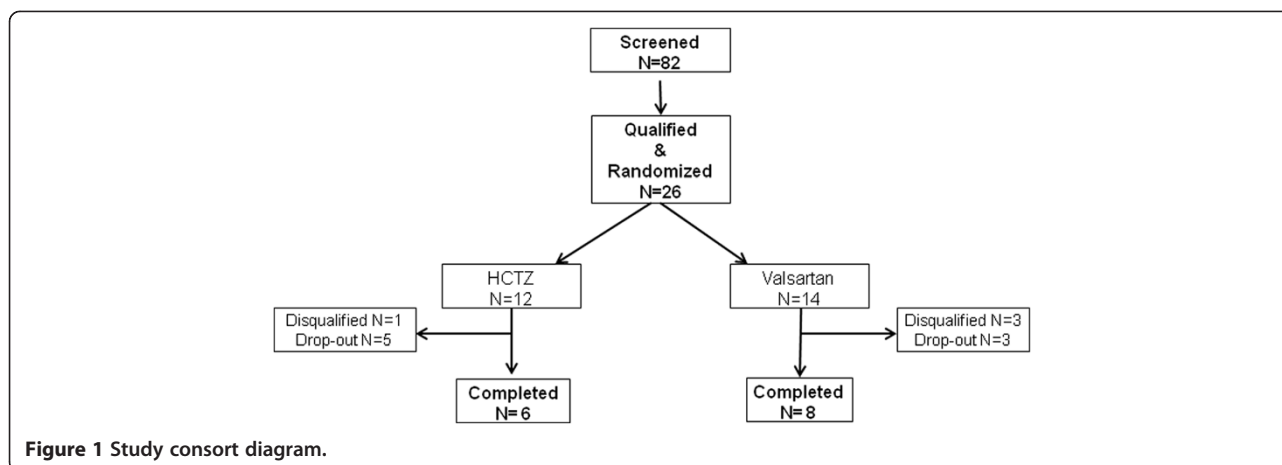 Screened
N=82
Qualified
&
Randomized
N=26
HCTZ
N=12
Valsartan
N=14
Disqualified N=1
Drop-out N=5
Disqualified N=3
Drop-out N=3
Completed
N= 6
Completed
N= 8
Figure 1 Study consort diagram.